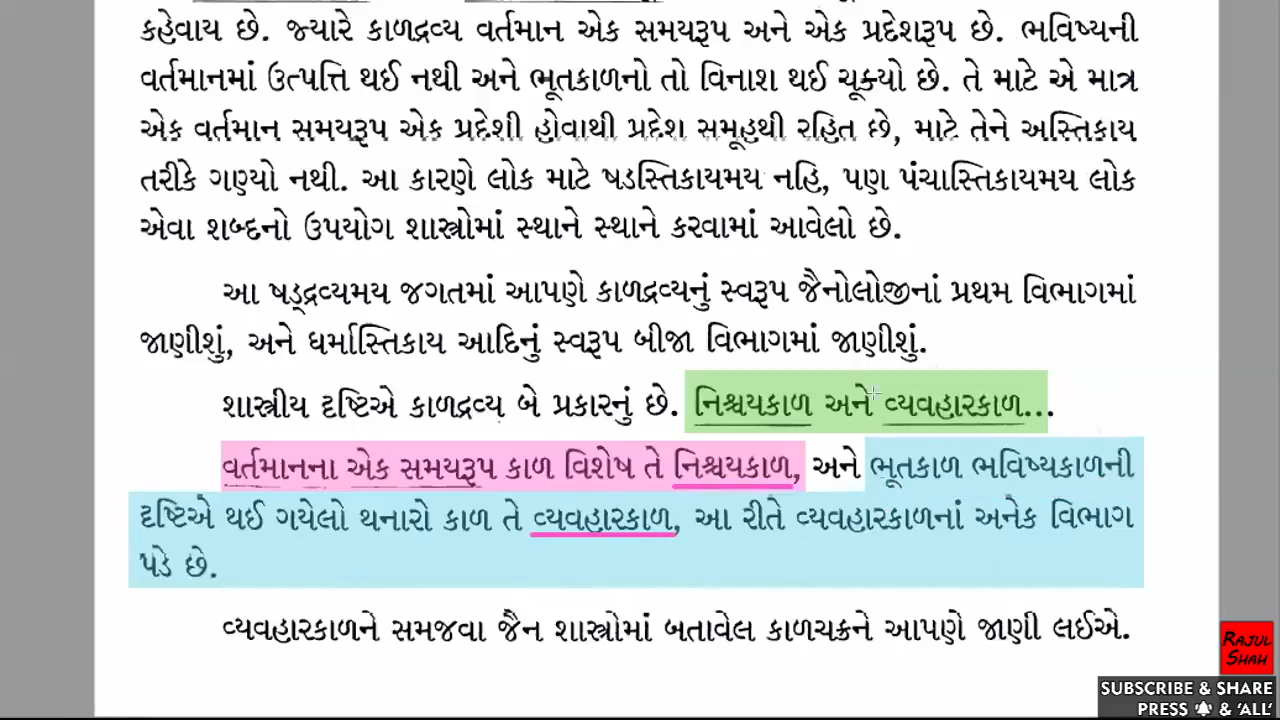 કહેવાય છે. જ્યારે કાળદ્રવ્ય વર્તમાન એક સમયરૂપ અને એક પ્રદેશરૂપ છે. ભવિષ્યની
વર્તમાનમાં ઉત્પત્તિ થઈ નથી અને ભૂતકાળનો તો વિનાશ થઈ ચૂક્યો છે. તે માટે એ માત્ર
એક વર્તમાન સમયરૂપ એક પ્રદેશી હોવાથી પ્રદેશ સમૂહથી રહિત છે, માટે તેને અસ્તિકાય
તરીકે ગણ્યો નથી. આ કારણે લોક માટે ષડસ્તિકાયમય નહિ, પણ પંચાસ્તિકાયમય લોક
એવા શબ્દનો ઉપયોગ શાસ્ત્રોમાં સ્થાને સ્થાને કરવામાં આવેલો છે.
આ ષડ્દ્રવ્યમય જગતમાં આપણે કાળદ્રવ્યનું સ્વરૂપ જૈનોલોજીનાં પ્રથમ વિભાગમાં
જાણીશું, અને ધર્માસ્તિકાય આદિનું સ્વરૂપ બીજા વિભાગમાં જાણીશું.
શાસ્ત્રીય દૃષ્ટિએ કાળદ્રવ્ય બે પ્રકારનું છે. નિશ્ચયકાળ અને વ્યવહારકાળ...
વર્તમાનના એક સમયરૂપ કાળ વિશેષ તે નિશ્ચયકાળ, અને ભૂતકાળ ભવિષ્યકાળની
દૃષ્ટિએ થઈ ગયેલો થનારો કાળ તે વ્યવહારકાળ, આ રીતે વ્યવહારકાળનાં અનેક વિભાગ
પડે છે.
વ્યવહારકાળને સમજવા જૈન શાસ્ત્રોમાં બતાવેલ કાળચક્રને આપણે જાણી લઈએ.
RAJUL
SHAH
SUBSCRIBE & SHARE
PRESS & 'ALL'